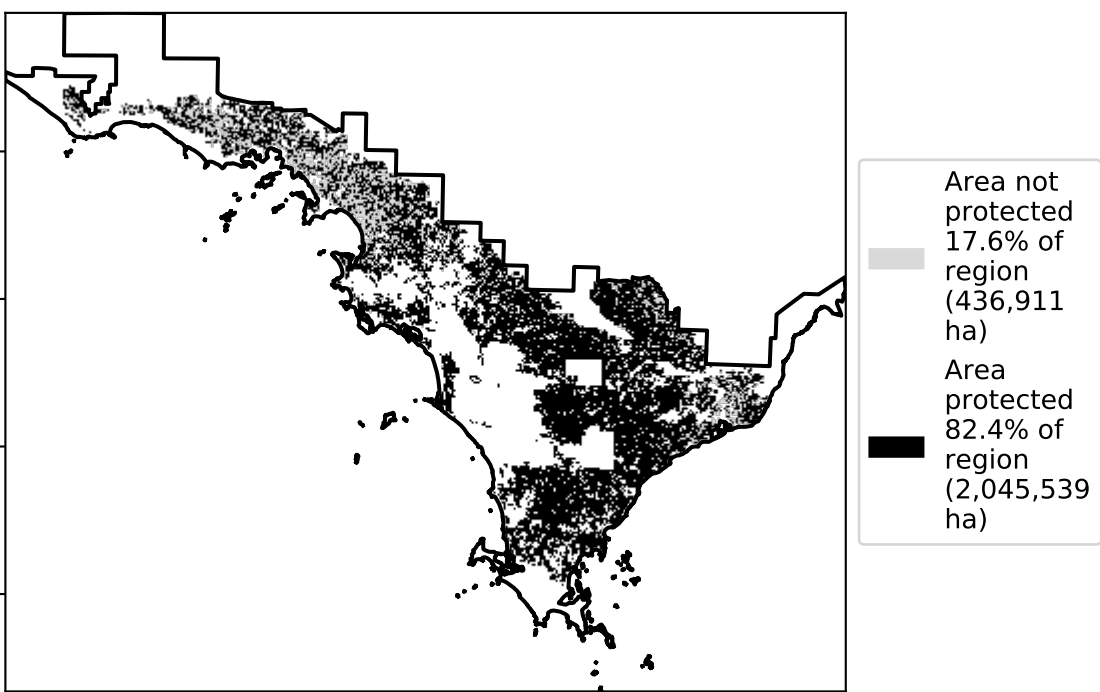 Area not
protected
17.6% of
region
(436,911
ha)
Area
protected
82.4% of
region
(2,045,539
ha)